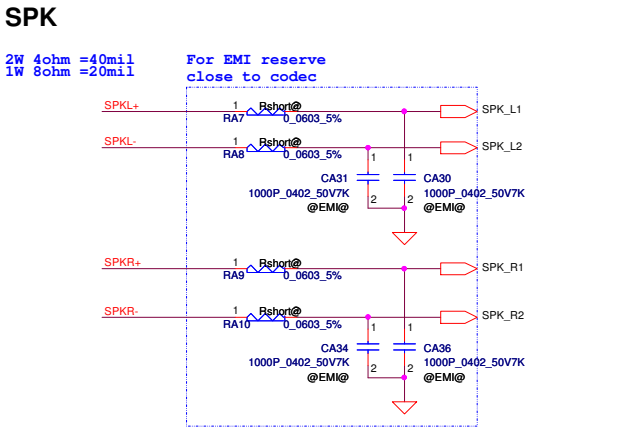 SPK
2W 4ohm =40mil
1W 8ohm =20mil
For EMI reserve
close to codec
SPKL+
1
Rshort@
RA7
0_0603_5%
SPK_L1
SPKL-
1
Rshort@
RA8
0_0603_5%
SPK_L2
1
1
CA31
CA30
1000P_0402_50V7K
1000P_0402_50V7K
2
2
@EMI@
@EMI@
SPKR+
1
Rshort@
RA9
0_0603_5%
SPK_R1
SPKR-
1
Rshort@
RA10
0_0603_5%
SPK_R2
1
1
CA34
CA36
1000P_0402_50V7K
1000P_0402_50V7K
2
2
@EMI@
@EMI@